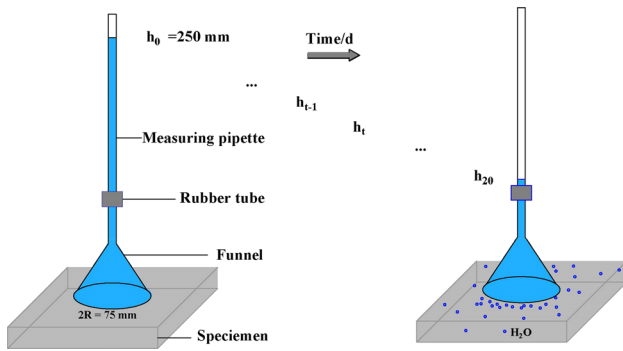 h0 =250 mm
Time/d
...
ht-1
ht
...
h20
Measuring pipette
Rubber tube
Funnel
2R = 75 mm
Speciemen
H2O